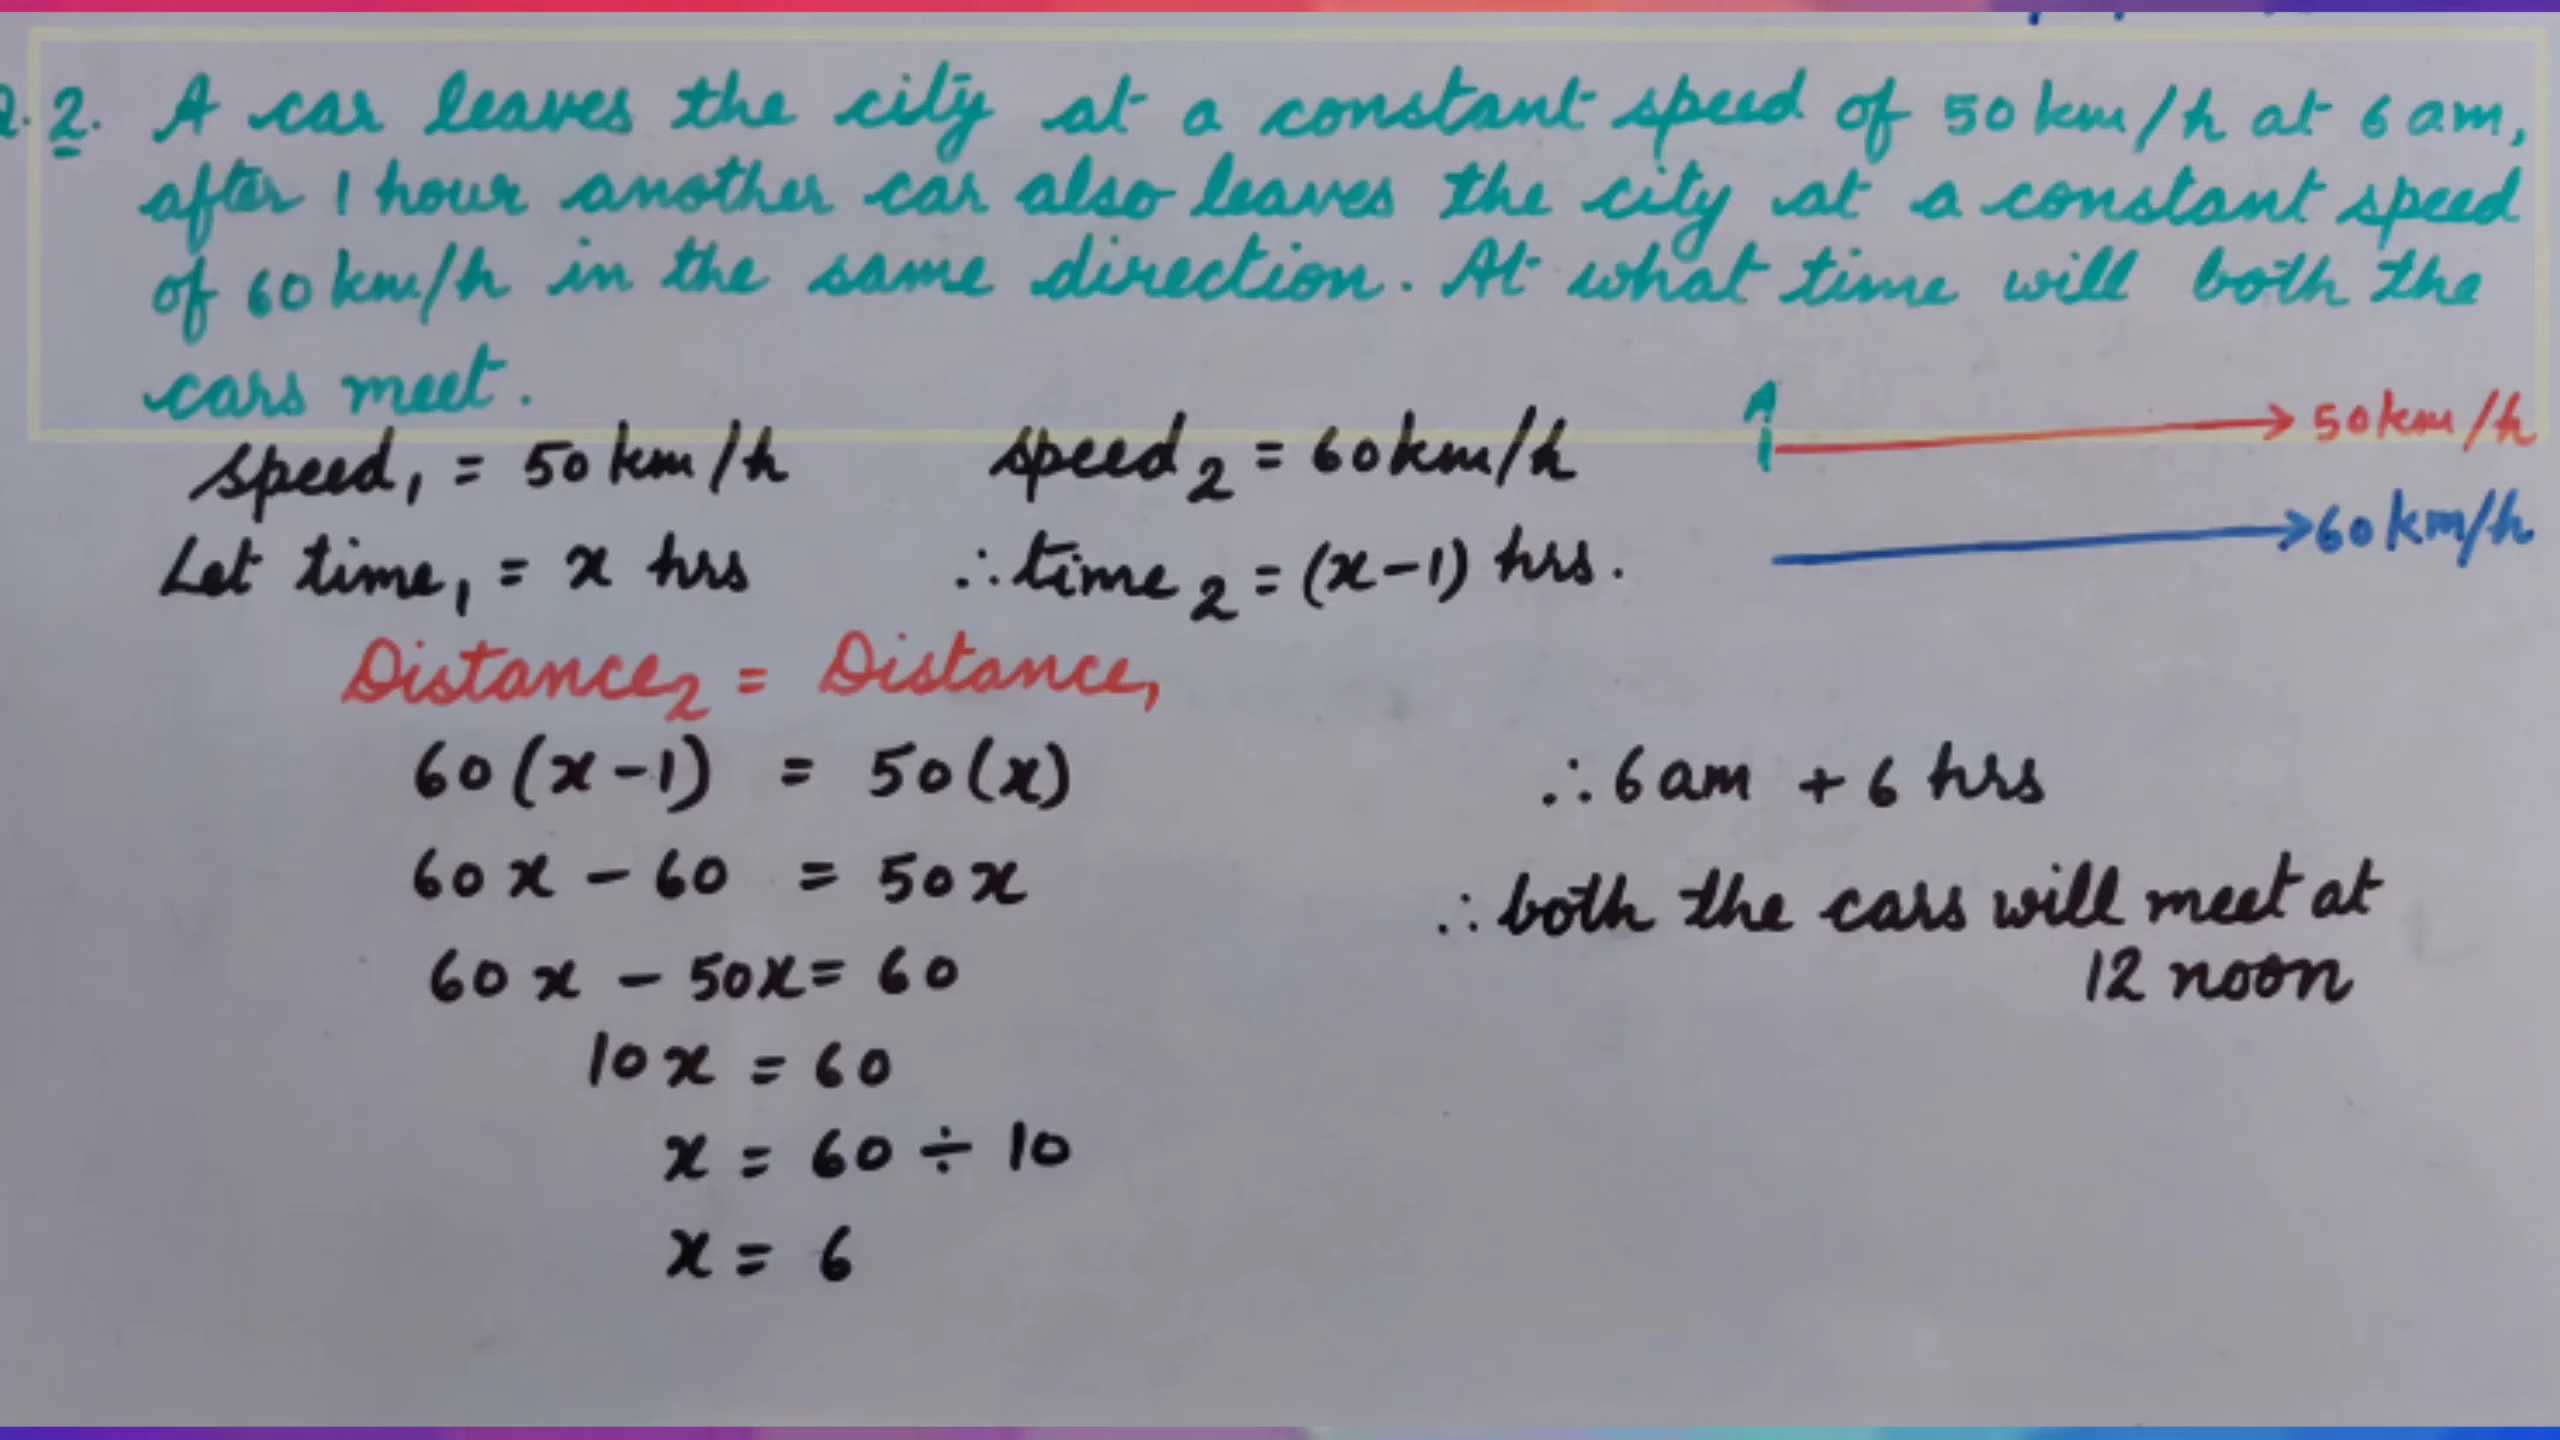 2. A car leaves the city at a constant speed of 50 km/h at 6 am,
after 1 hour another car also leaves the city at a constant speed
of 60 km/h in the same direction. At what time will both the
cars meet.
speed₁ = 50 km/h speed₂ = 60 km/h
A
50 km/h
Let time₁ = x hrs ∴ time₂ = (x-1) hrs.
60 km/h
Distance₂ = Distance₁
60(x-1) = 50(x)
60x - 60 = 50x
60x - 50x = 60
10x = 60
x = 60 ÷ 10
x = 6
∴ 6 am + 6 hrs
∴ both the cars will meet at
12 noon